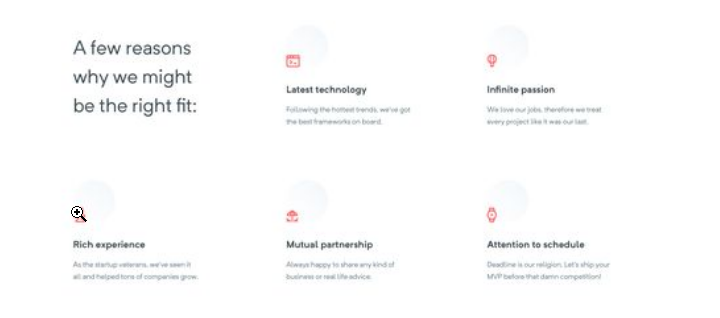 A few reasons
why we might
be the right fit:
Latest technology
Following the hottest trends, we've got
the best frameworks on board.
Infinite passion
We love our jobs, therefore we treat
every project like it was our last.
Rich experience
As the startup veterans, we've seen it
all and helped tons of companies grow.
Mutual partnership
Always happy to share any kind of
business or real life advice.
Attention to schedule
Deadline is our religion. Let's ship your
MVP before that damn competition!